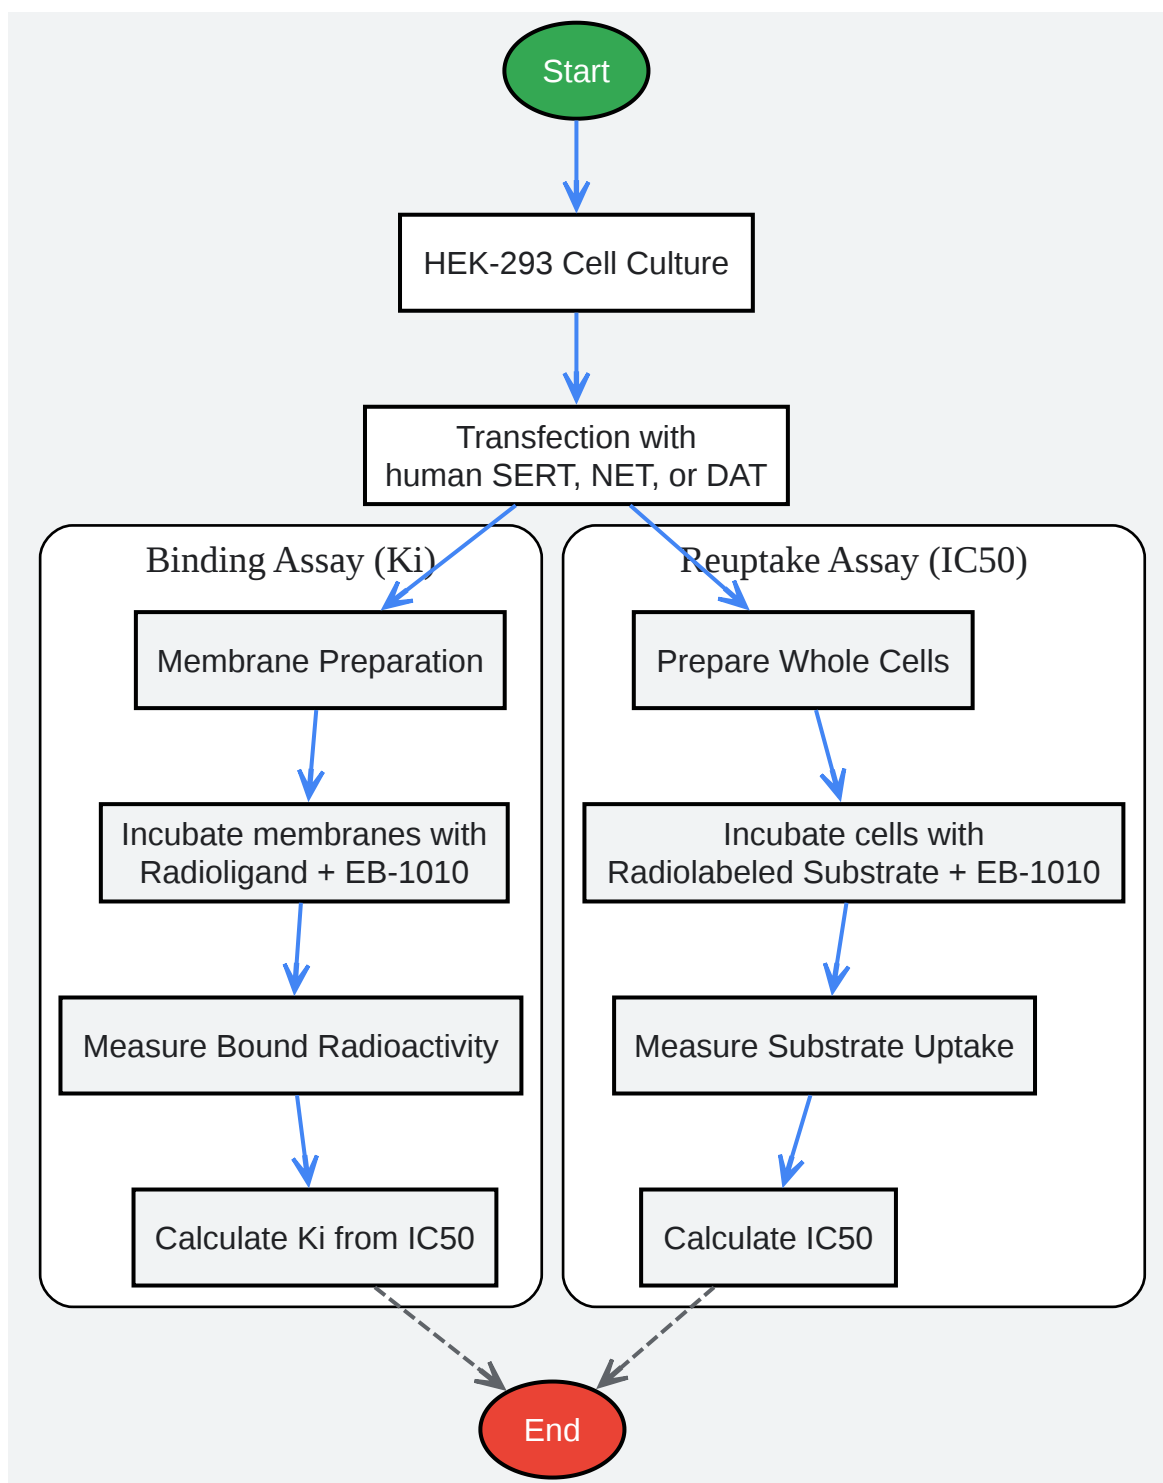 Start
HEK-293 Cell Culture
Transfection with
human SERT, NET, or DAT
Binding Assay (Ki)
Membrane Preparation
Incubate membranes with
Radioligand + EB-1010
Measure Bound Radioactivity
Calculate Ki from IC50
Reuptake Assay (IC50)
Prepare Whole Cells
Incubate cells with
Radiolabeled Substrate + EB-1010
Measure Substrate Uptake
Calculate IC50
End